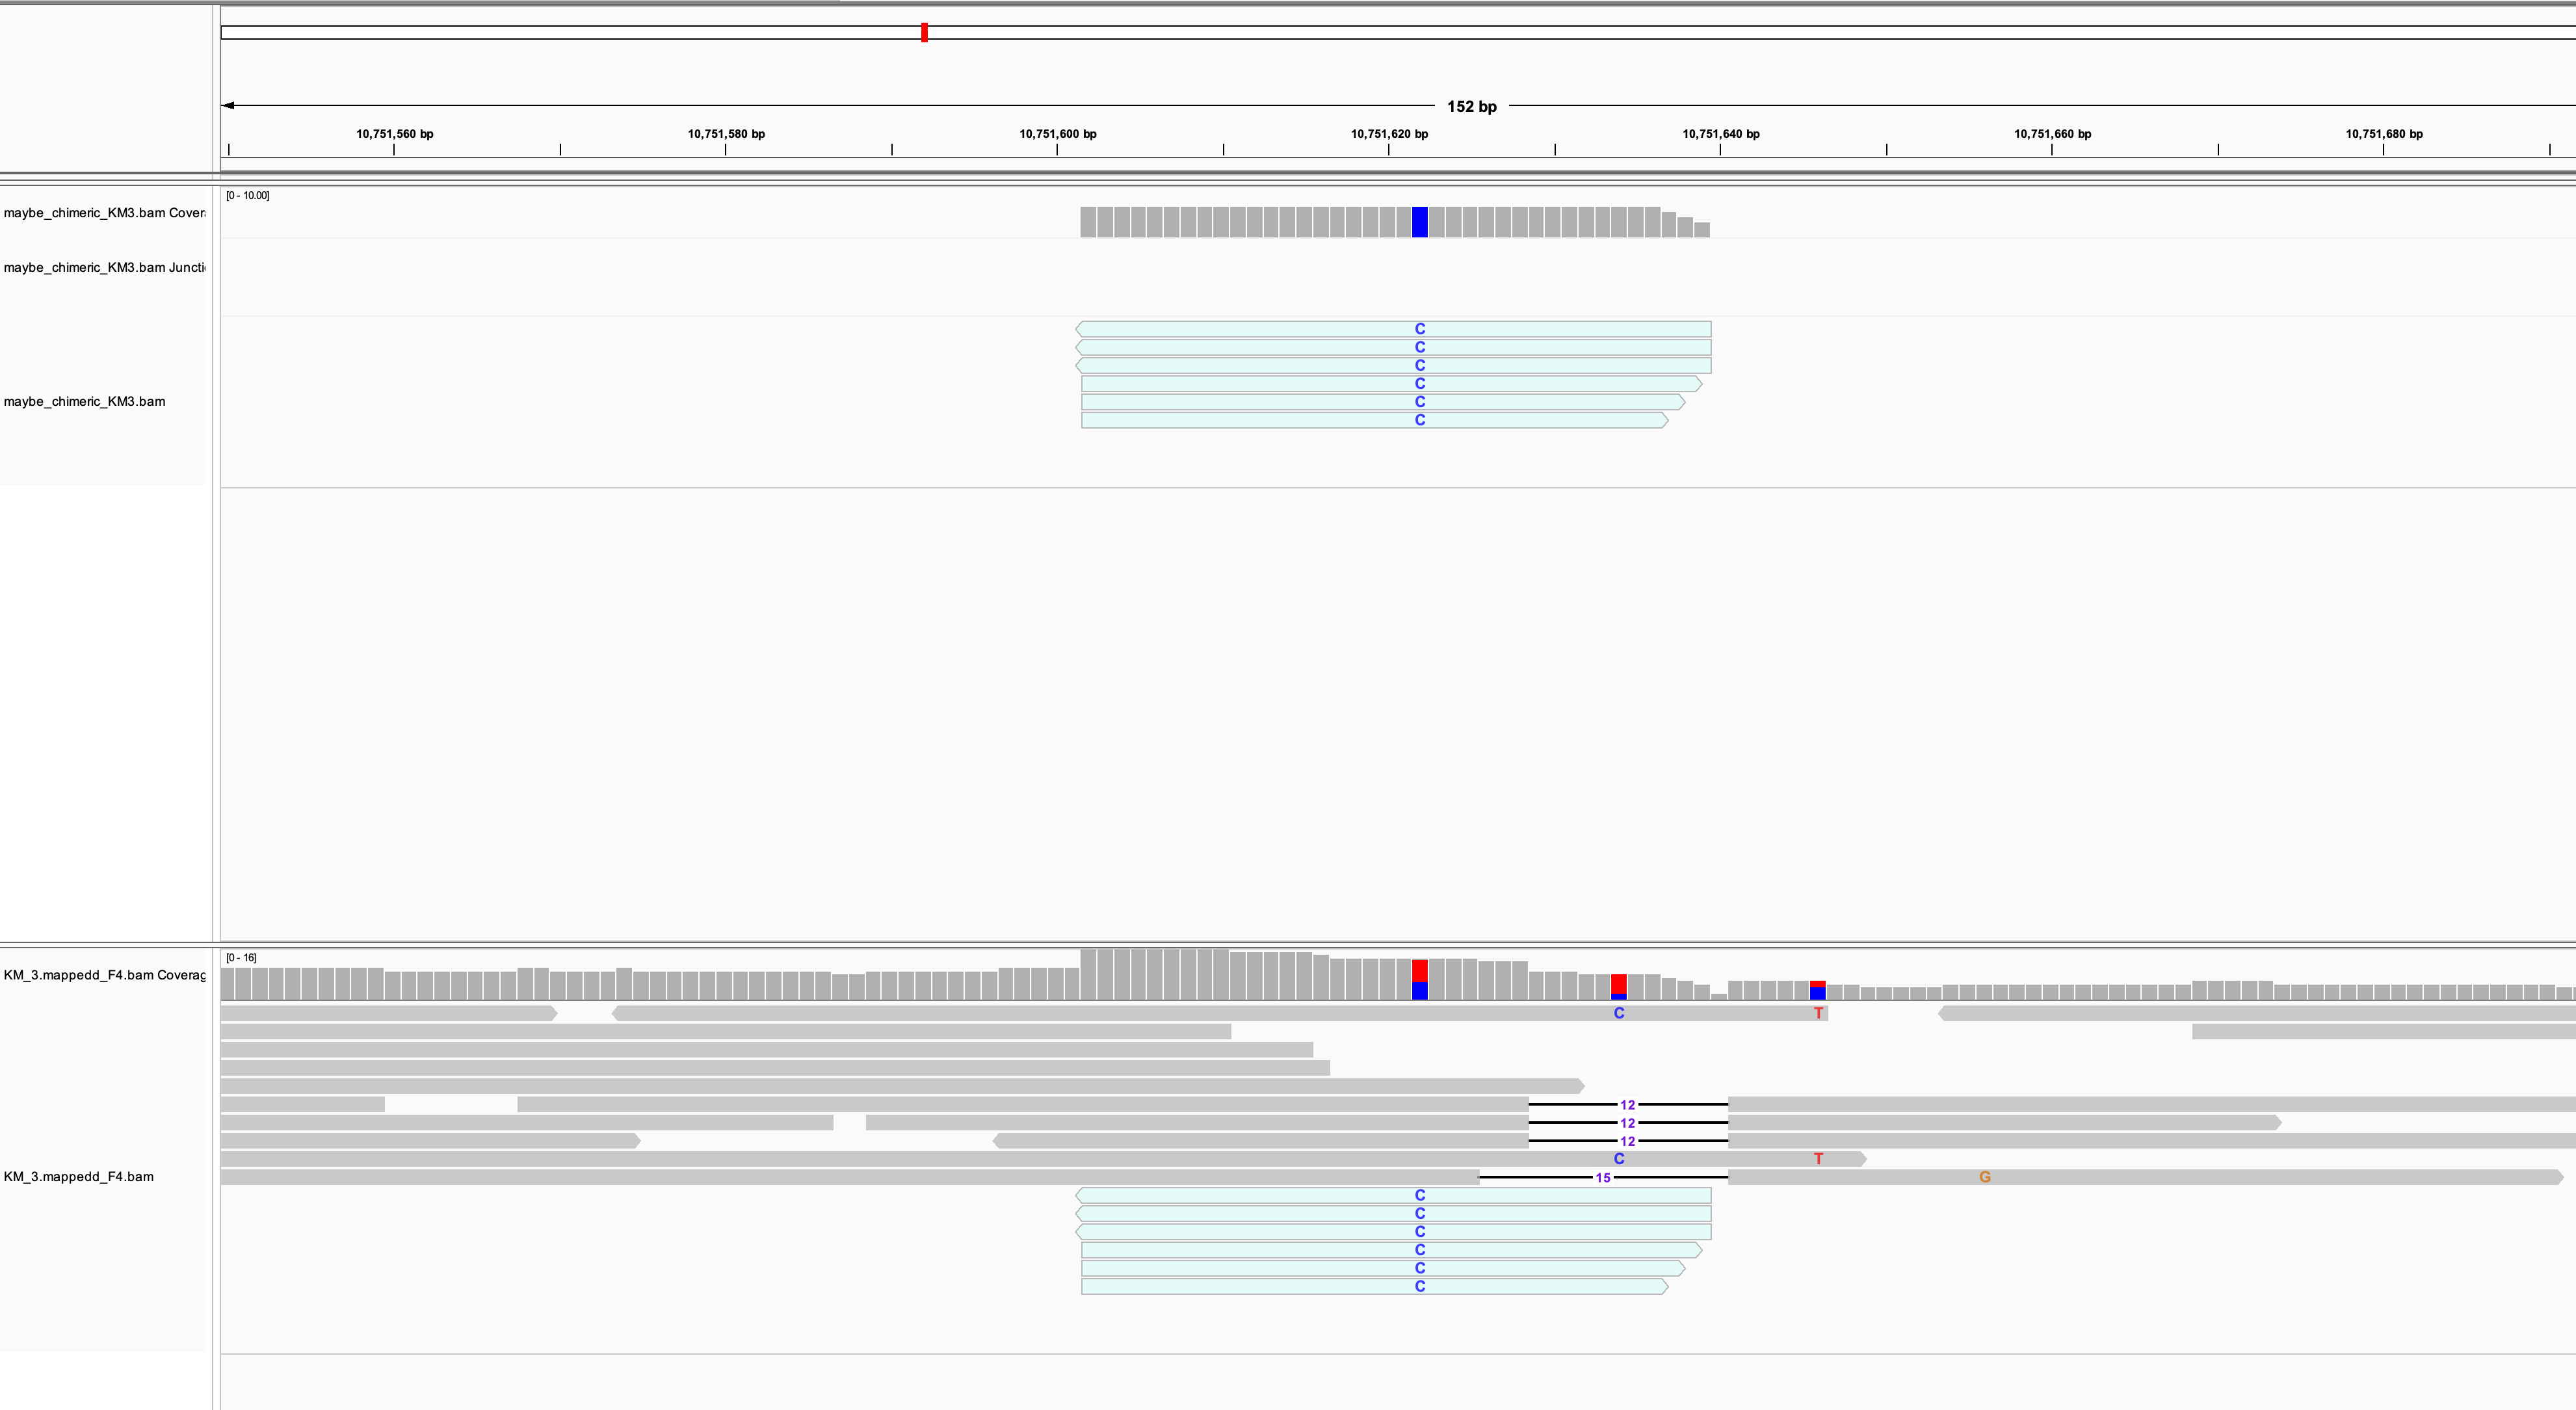 152 bp
10,751,560 bp 10,751,580 bp 10,751,600 bp 10,751,620 bp 10,751,640 bp 10,751,660 bp 10,751,680 bp
[0 - 10.00]
maybe_chimeric_KM3.bam Cover
maybe_chimeric_KM3.bam Juncti
C
C
C
C
maybe_chimeric_KM3.bam C
C
[0 - 16]
KM_3.mappedd_F4.bam Coverag
C T
12
12
12
C T
KM_3.mappedd_F4.bam 15 G
C
C
C
C
C
C